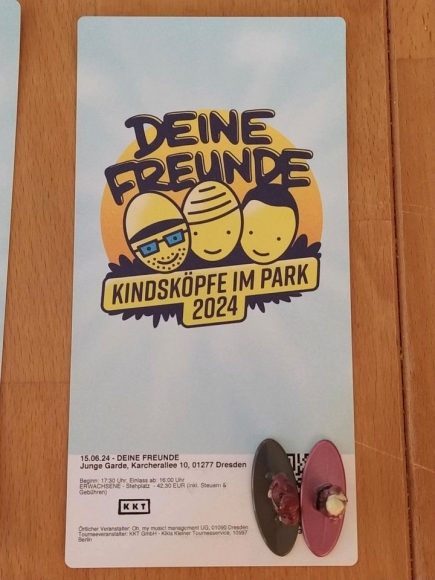 DEINE
FREUNDE
KINDSKÖPFE IM PARK
2024
15.06.24 - DEINE FREUNDE
Junge Garde, Karcherallee 10, 01277 Dresden
Beginn: 17:30 Uhr, Einlass ab: 16:00 Uhr
ERWACHSENE - Stehplatz - 42,30 EUR (inkl. Steuern &
Gebühren)
KKT
Örtlicher Veranstalter: Oh, my music! management UG, 01099 Dresden
Tourneeveranstalter: KKT GmbH - Kikis Kleiner Tourneeservice, 10997
Berlin